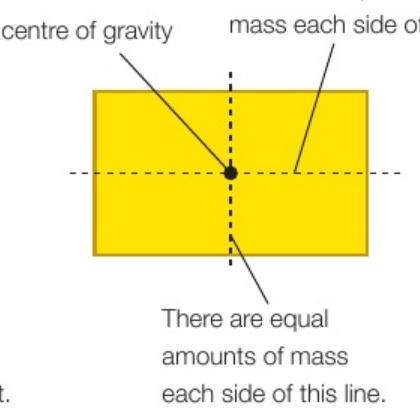 centre of gravity
mass each side of
There are equal
amounts of mass
each side of this line.
t.